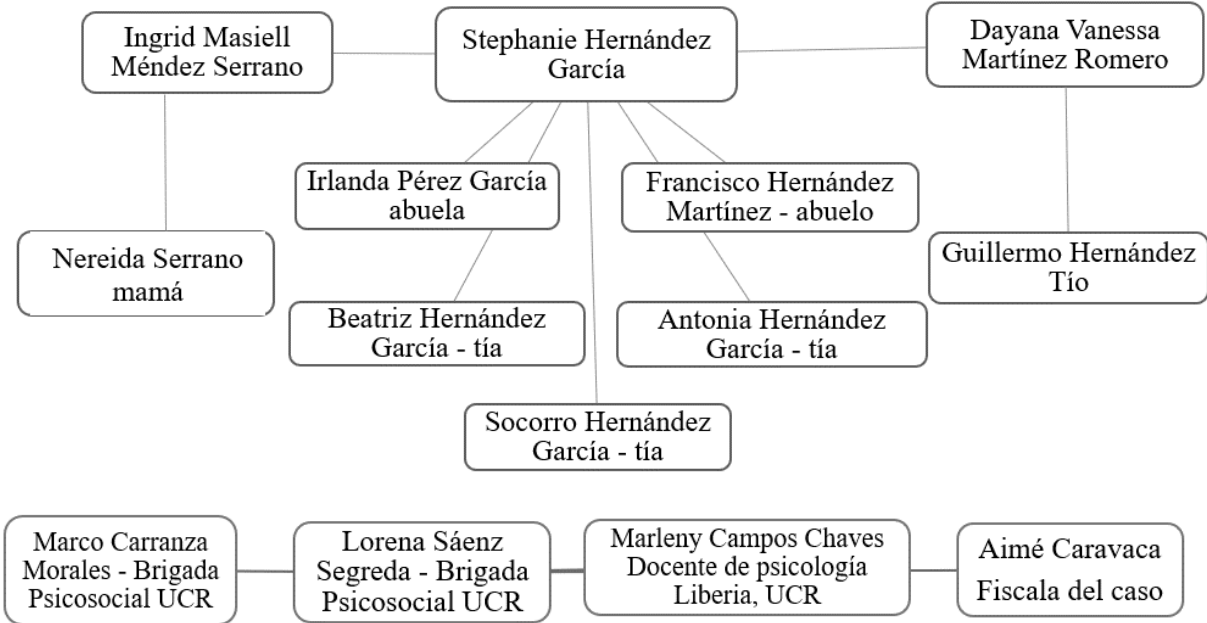 Ingrid Masiell
Méndez Serrano
Stephanie Hernández
García
Dayana Vanessa
Martínez Romero
Irlanda Pérez García
abuela
Francisco Hernández
Martínez - abuelo
Nereida Serrano
mamá
Guillermo Hernández
Tío
Beatriz Hernández
García - tía
Antonia Hernández
García - tía
Socorro Hernández
García - tía
Marco Carranza
Morales - Brigada
Psicosocial UCR
Lorena Sáenz
Segreda - Brigada
Psicosocial UCR
Marleny Campos Chaves
Docente de psicología
Liberia, UCR
Aimé Caravaca
Fiscala del caso